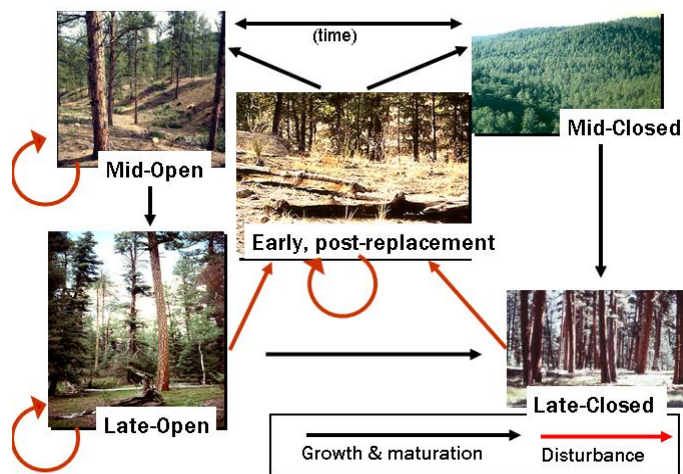 (time)
Mid-Open
Mid-Closed
Early, post-replacement
Late-Open
Late-Closed
Growth & maturation
Disturbance